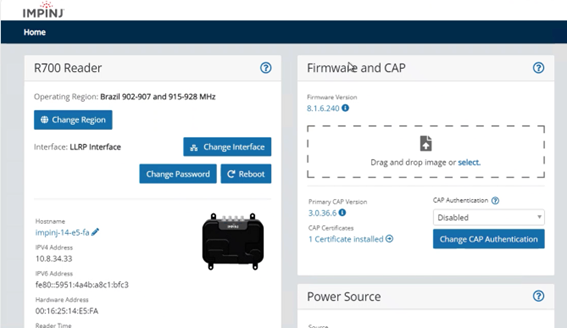 IMPINJ
Home
R700 Reader
Operating Region: Brazil 902-907 and 915-928 MHz
Change Region
Interface: LLRP Interface
Change Interface
Change Password
Reboot
Hostname
impinj-14-e5-fa
IPV4 Address
10.8.34.33
IPV6 Address
fe80::5951:4a4b:a8c1:bfc3
Hardware Address
00:16:25:14:E5:FA
Reader Time
IMPINJ
Firmware and CAP
Firmware Version
8.1.6.240
Drag and drop image or select.
Primary CAP Version
3.0.36.6
CAP Certificates
1 Certificate installed
CAP Authentication
Disabled
Change CAP Authentication
Power Source
Source